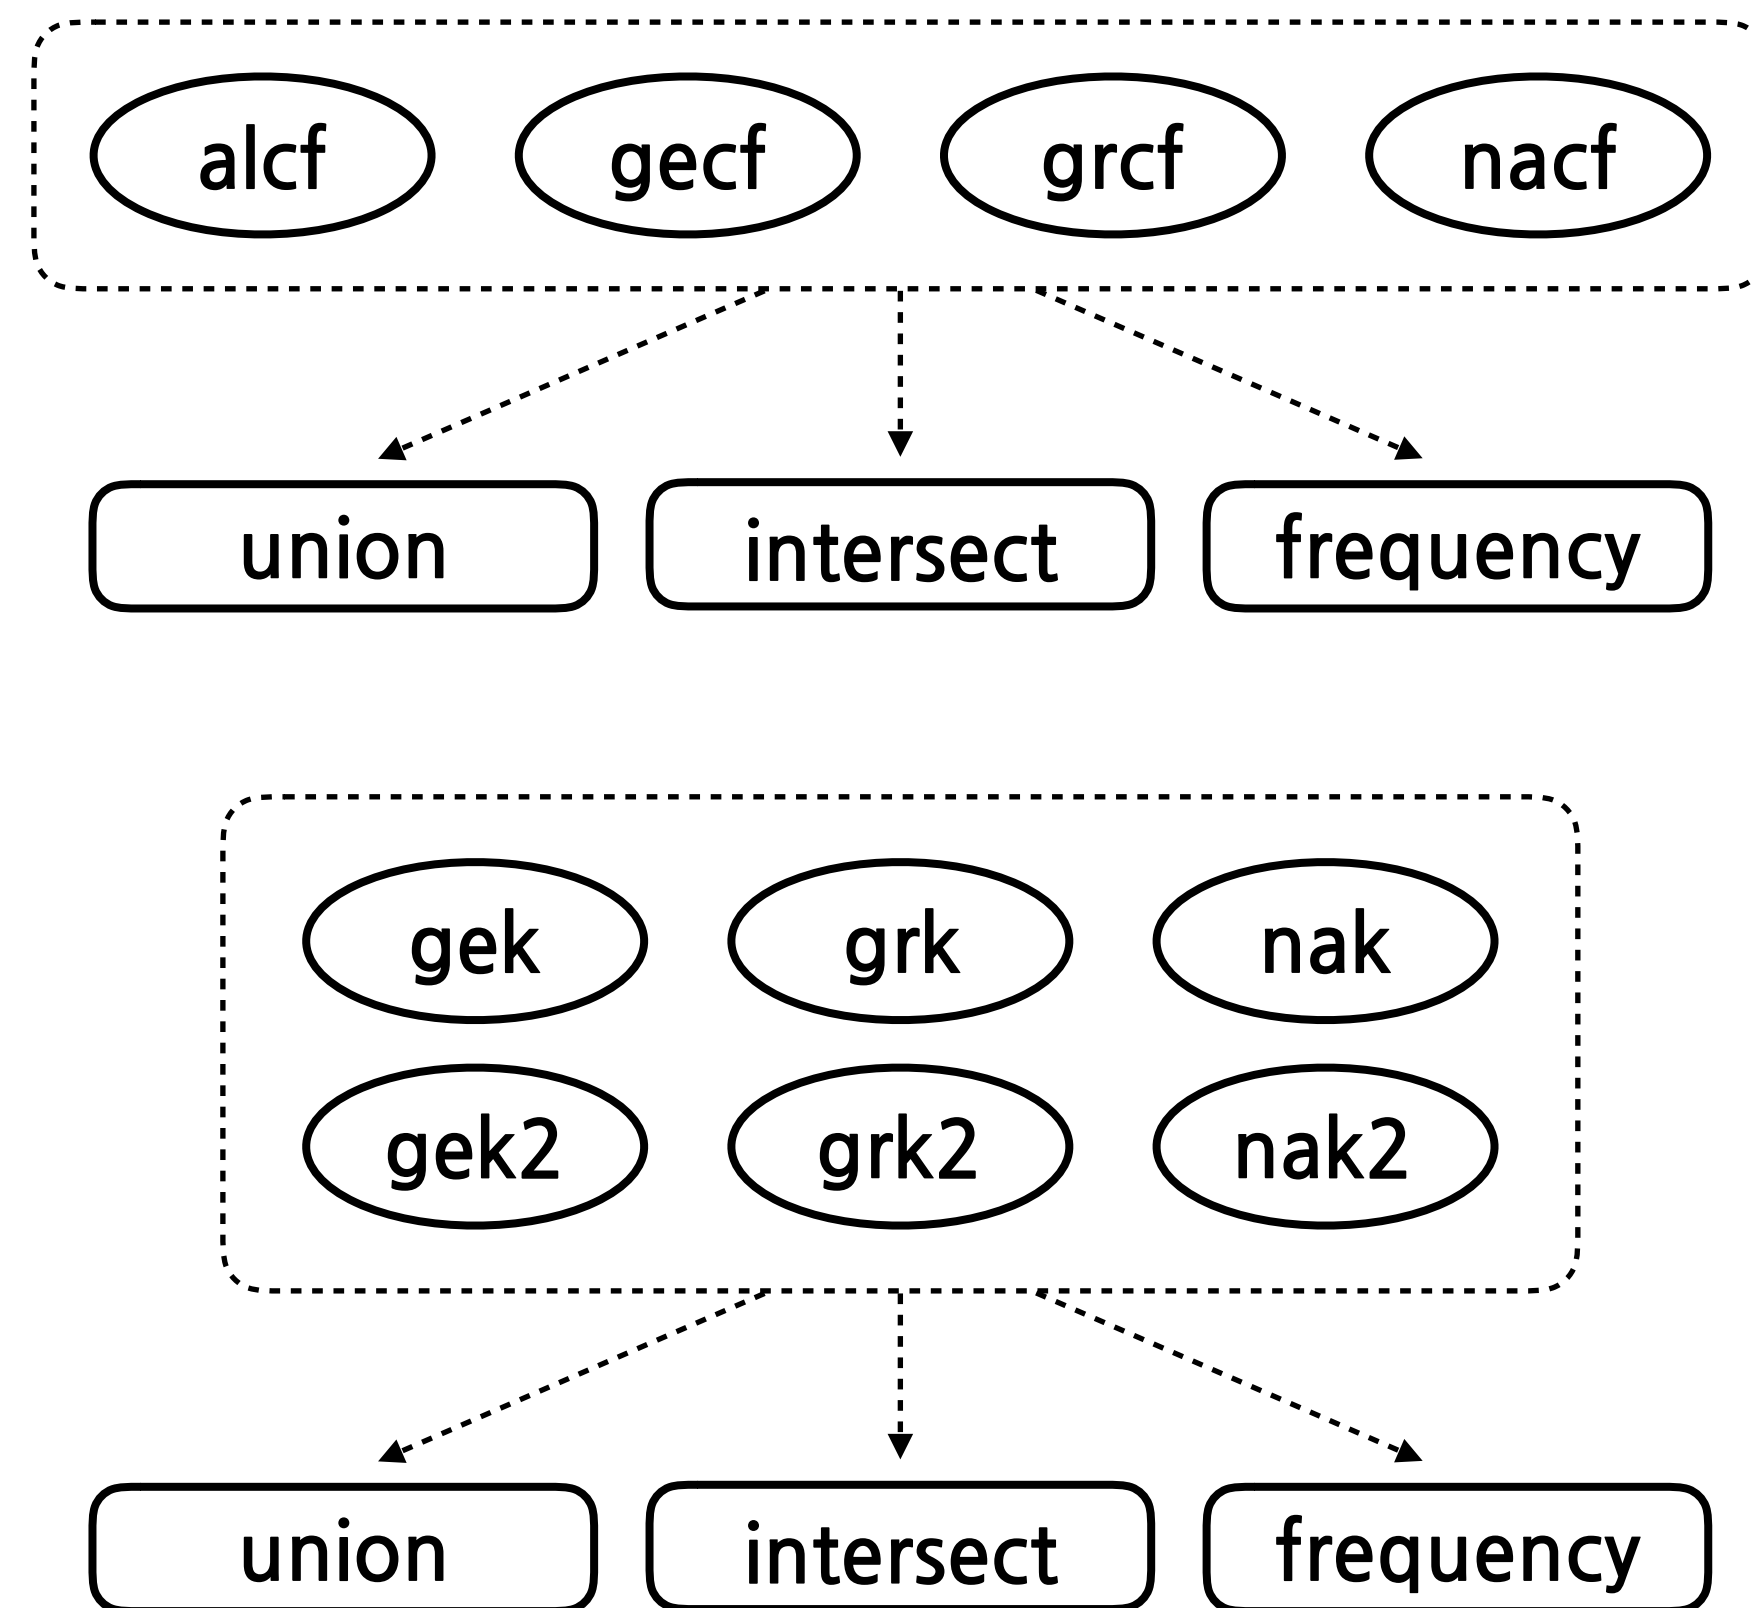 alcf gecf grcf nacf
union intersect frequency
gek grk nak
gek2 grk2 nak2
union intersect frequency